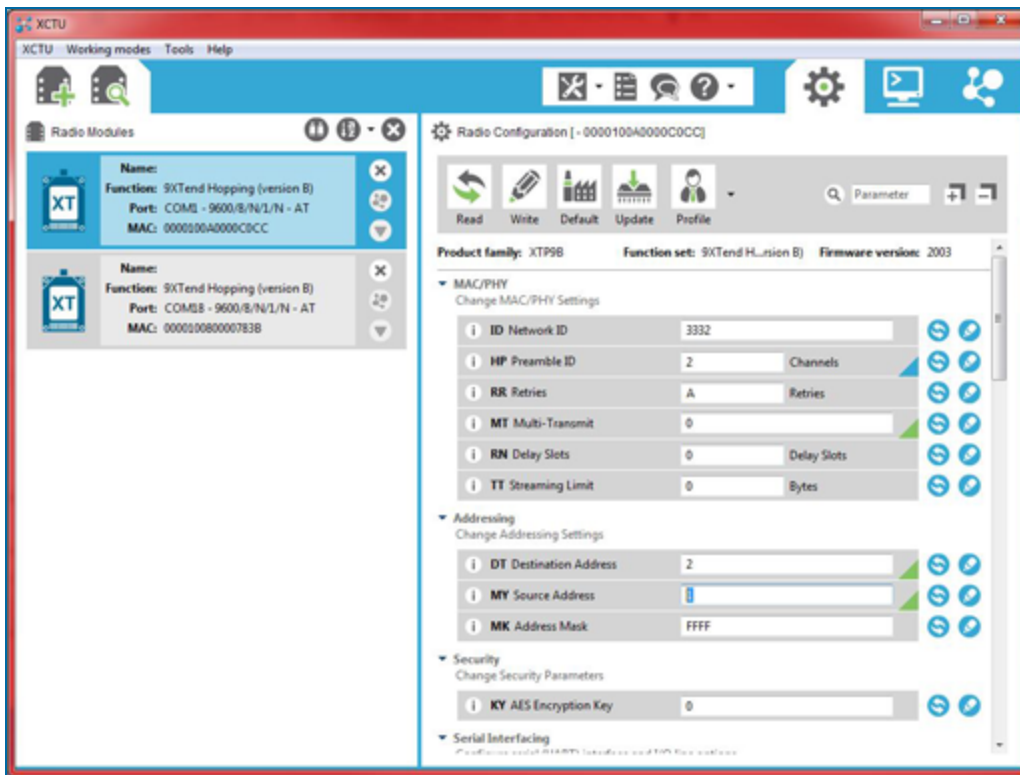 XCTU
XCTU Working modes Tools Help
Radio Modules
XT
Name:
Function: 9XTend Hopping (version B)
Port: COM1 - 9600/8/N/1/N - AT
MAC: 0000100A0000C0CC
XT
Name:
Function: 9XTend Hopping (version B)
Port: COM18 - 9600/8/N/1/N - AT
MAC: 000010080000783B
Radio Configuration [ - 0000100A0000C0CC]
Read Write Default Update Profile
Parameter
Product family: XTP9B Function set: 9XTend H...rsion B) Firmware version: 2003
MAC/PHY
Change MAC/PHY Settings
i ID Network ID 3332
i HP Preamble ID 2 Channels
i RR Retries A Retries
i MT Multi-Transmit 0
i RN Delay Slots 0 Delay Slots
i TT Streaming Limit 0 Bytes
Addressing
Change Addressing Settings
i DT Destination Address 2
i MY Source Address 1
i MK Address Mask FFFF
Security
Change Security Parameters
i KY AES Encryption Key 0
Serial Interfacing